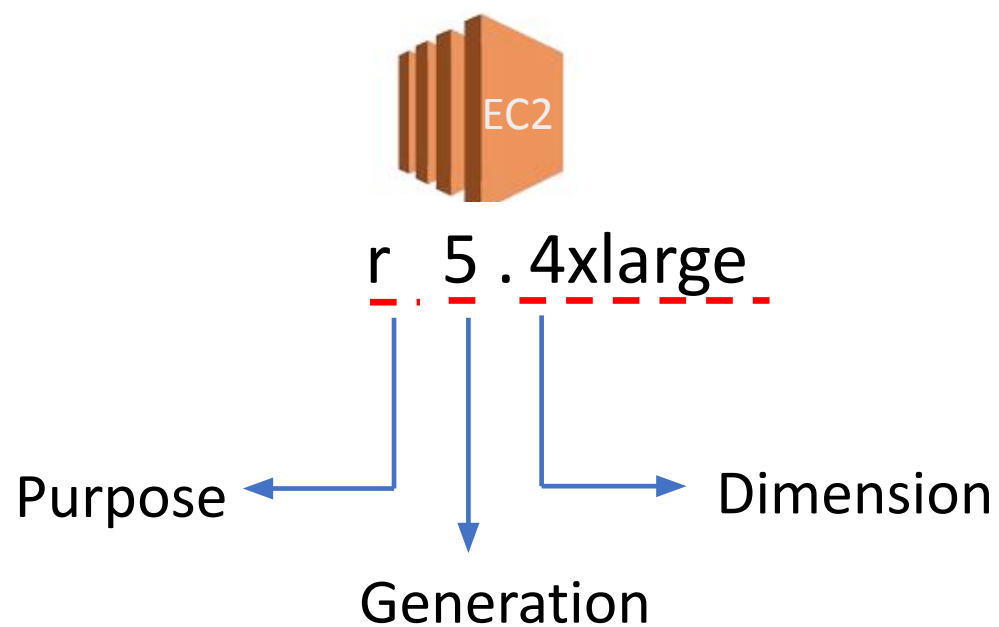 EC2
r 5 . 4xlarge
Purpose
Dimension
Generation